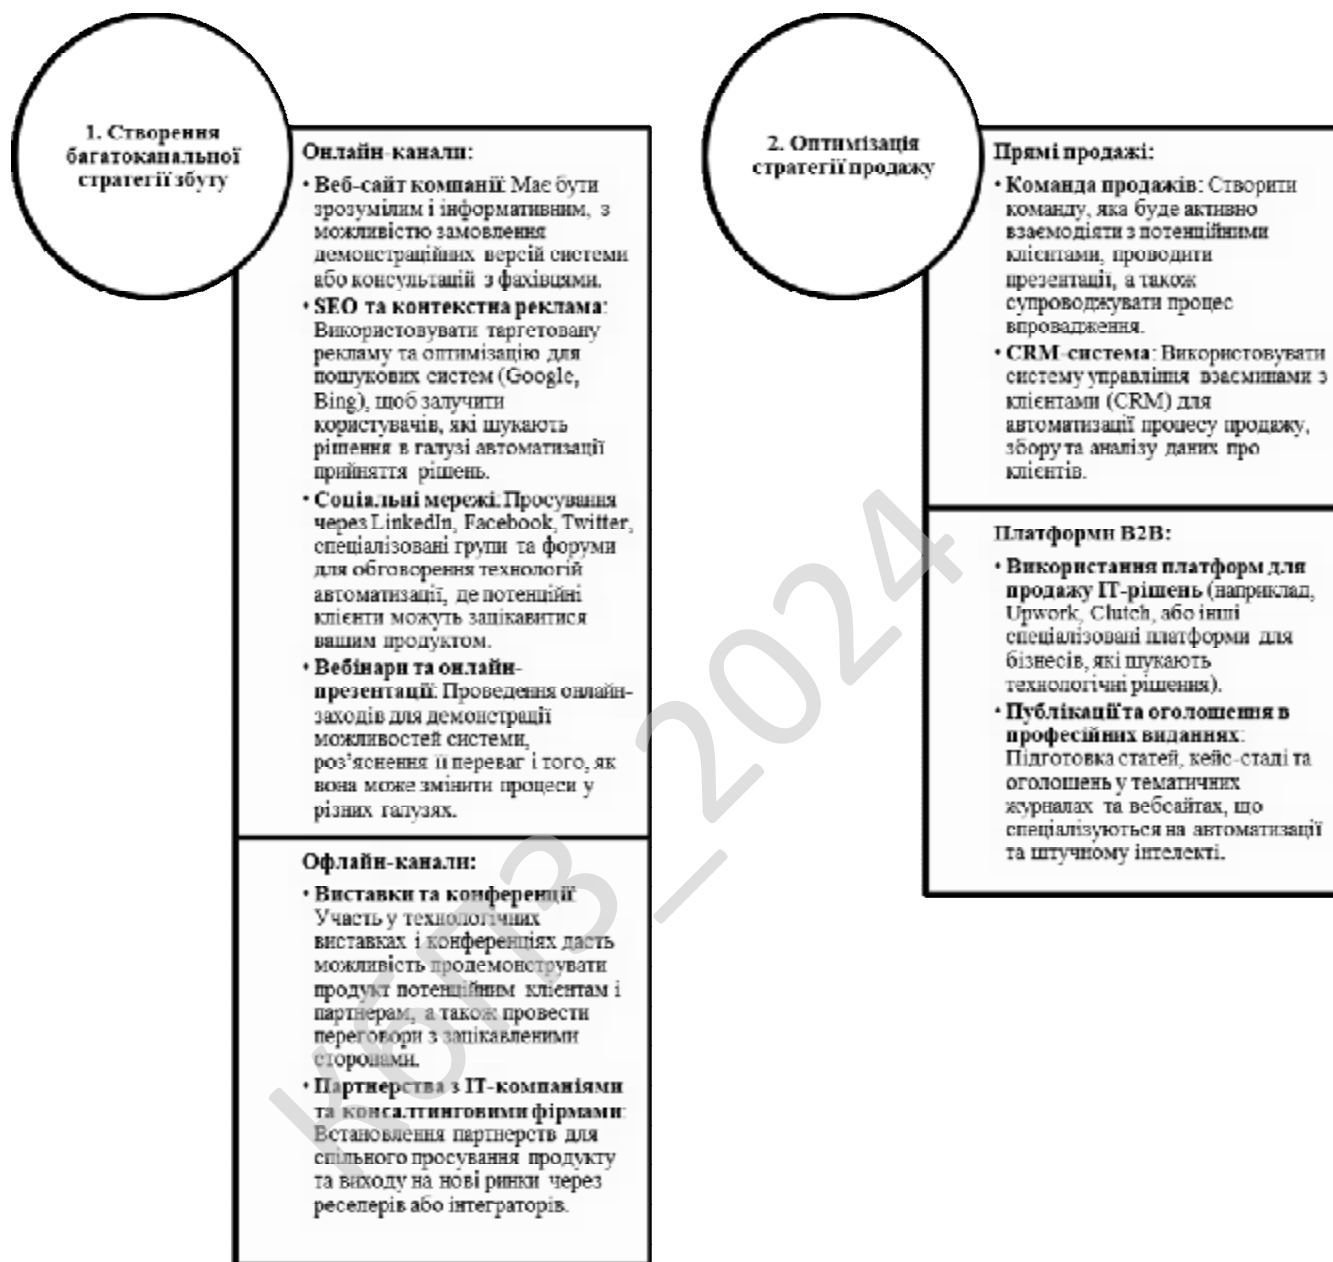 1. Створення
багатоканальної
стратегії збуту
Онлайн-канали:
• Веб-сайт компанії: Має бути
зрозумілим і інформативним, з
можливістю замовлення
демонстраційних версій системи
або консультацій з фахівцями.
• SEO та контекстна реклама:
Використовувати таргетовану
рекламу та оптимізацію для
пошукових систем (Google,
Bing), щоб залучити
користувачів, які шукають
рішення в галузі автоматизації
прийняття рішень.
• Соціальні мережі: Просування
через LinkedIn, Facebook, Twitter,
спеціалізовані групи та форуми
для обговорення технологій
автоматизації, де потенційні
клієнти можуть зацікавитися
вашим продуктом.
• Вебінари та онлайн-
презентації: Проведення онлайн-
заходів для демонстрації
можливостей системи,
роз’яснення її переваг і того, як
вона може змінити процеси у
різних галузях.
Офлайн-канали:
• Виставки та конференції:
Участь у технологічних
виставках і конференціях дасть
можливість продемонструвати
продукт потенційним клієнтам і
партнерам, а також провести
переговори з зацікавленими
сторонами.
• Партнерства з ІТ-компаніями
та консалтинговими фірмами:
Встановлення партнерств для
спільного просування продукту
та виходу на нові ринки через
реселерів або інтеграторів.
2. Оптимізація
стратегії продажу
Прямі продажі:
• Команда продажів: Створити
команду, яка буде активно
взаємодіяти з потенційними
клієнтами, проводити
презентації, а також
супроводжувати процес
впровадження.
• CRM-система: Використовувати
систему управління взаєминами з
клієнтами (CRM) для
автоматизації процесу продажу,
збору та аналізу даних про
клієнтів.
Платформи B2B:
• Використання платформ для
продажу ІТ-рішень (наприклад,
Upwork, Clutch, або інші
спеціалізовані платформи для
бізнесів, які шукають
технологічні рішення).
• Публікації та оголошення в
професійних виданнях:
Підготовка статей, кейс-стаді та
оголошень у тематичних
журналах та вебсайтах, що
спеціалізуються на автоматизації
та штучному інтелекті.
КБПЗ_2024